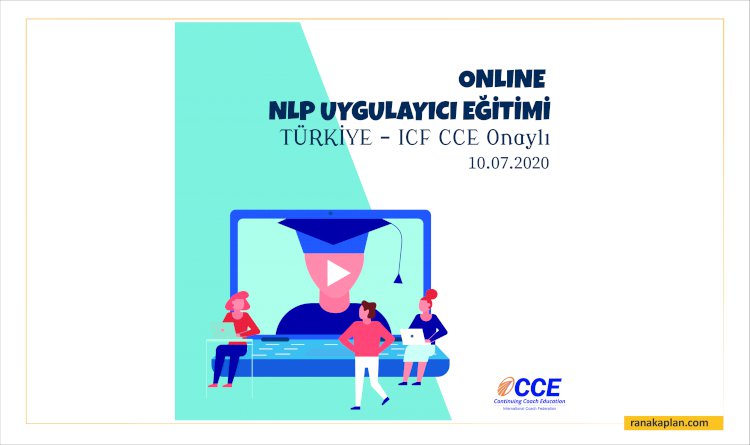 ONLINE
NLP UYGULAYICI EĞİTİMİ
TÜRKİYE - ICF CCE Onaylı
10.07.2020
CCE
Continuing Coach Education
International Coach Federation
ranakaplan.com